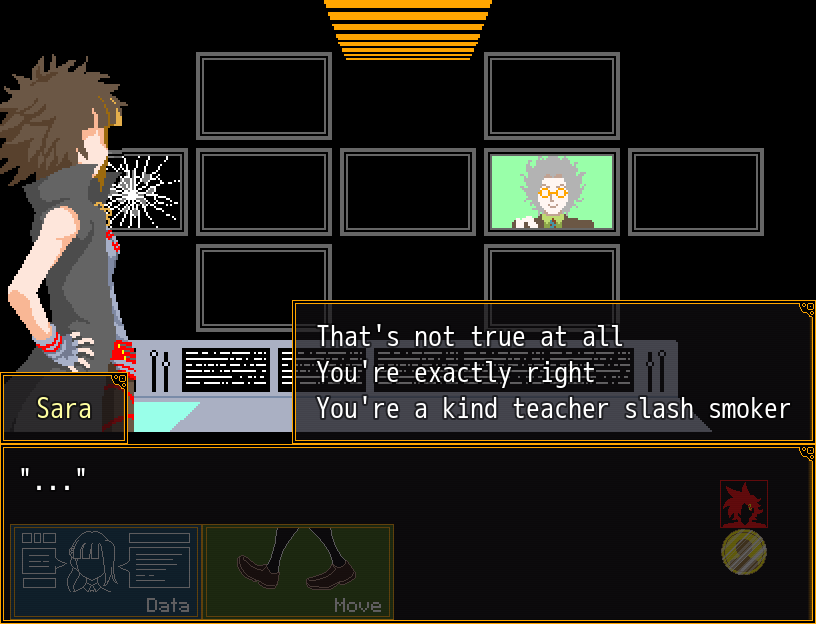 That's not true at all
You're exactly right
You're a kind teacher slash smoker
Sara
"..."
Data
Move